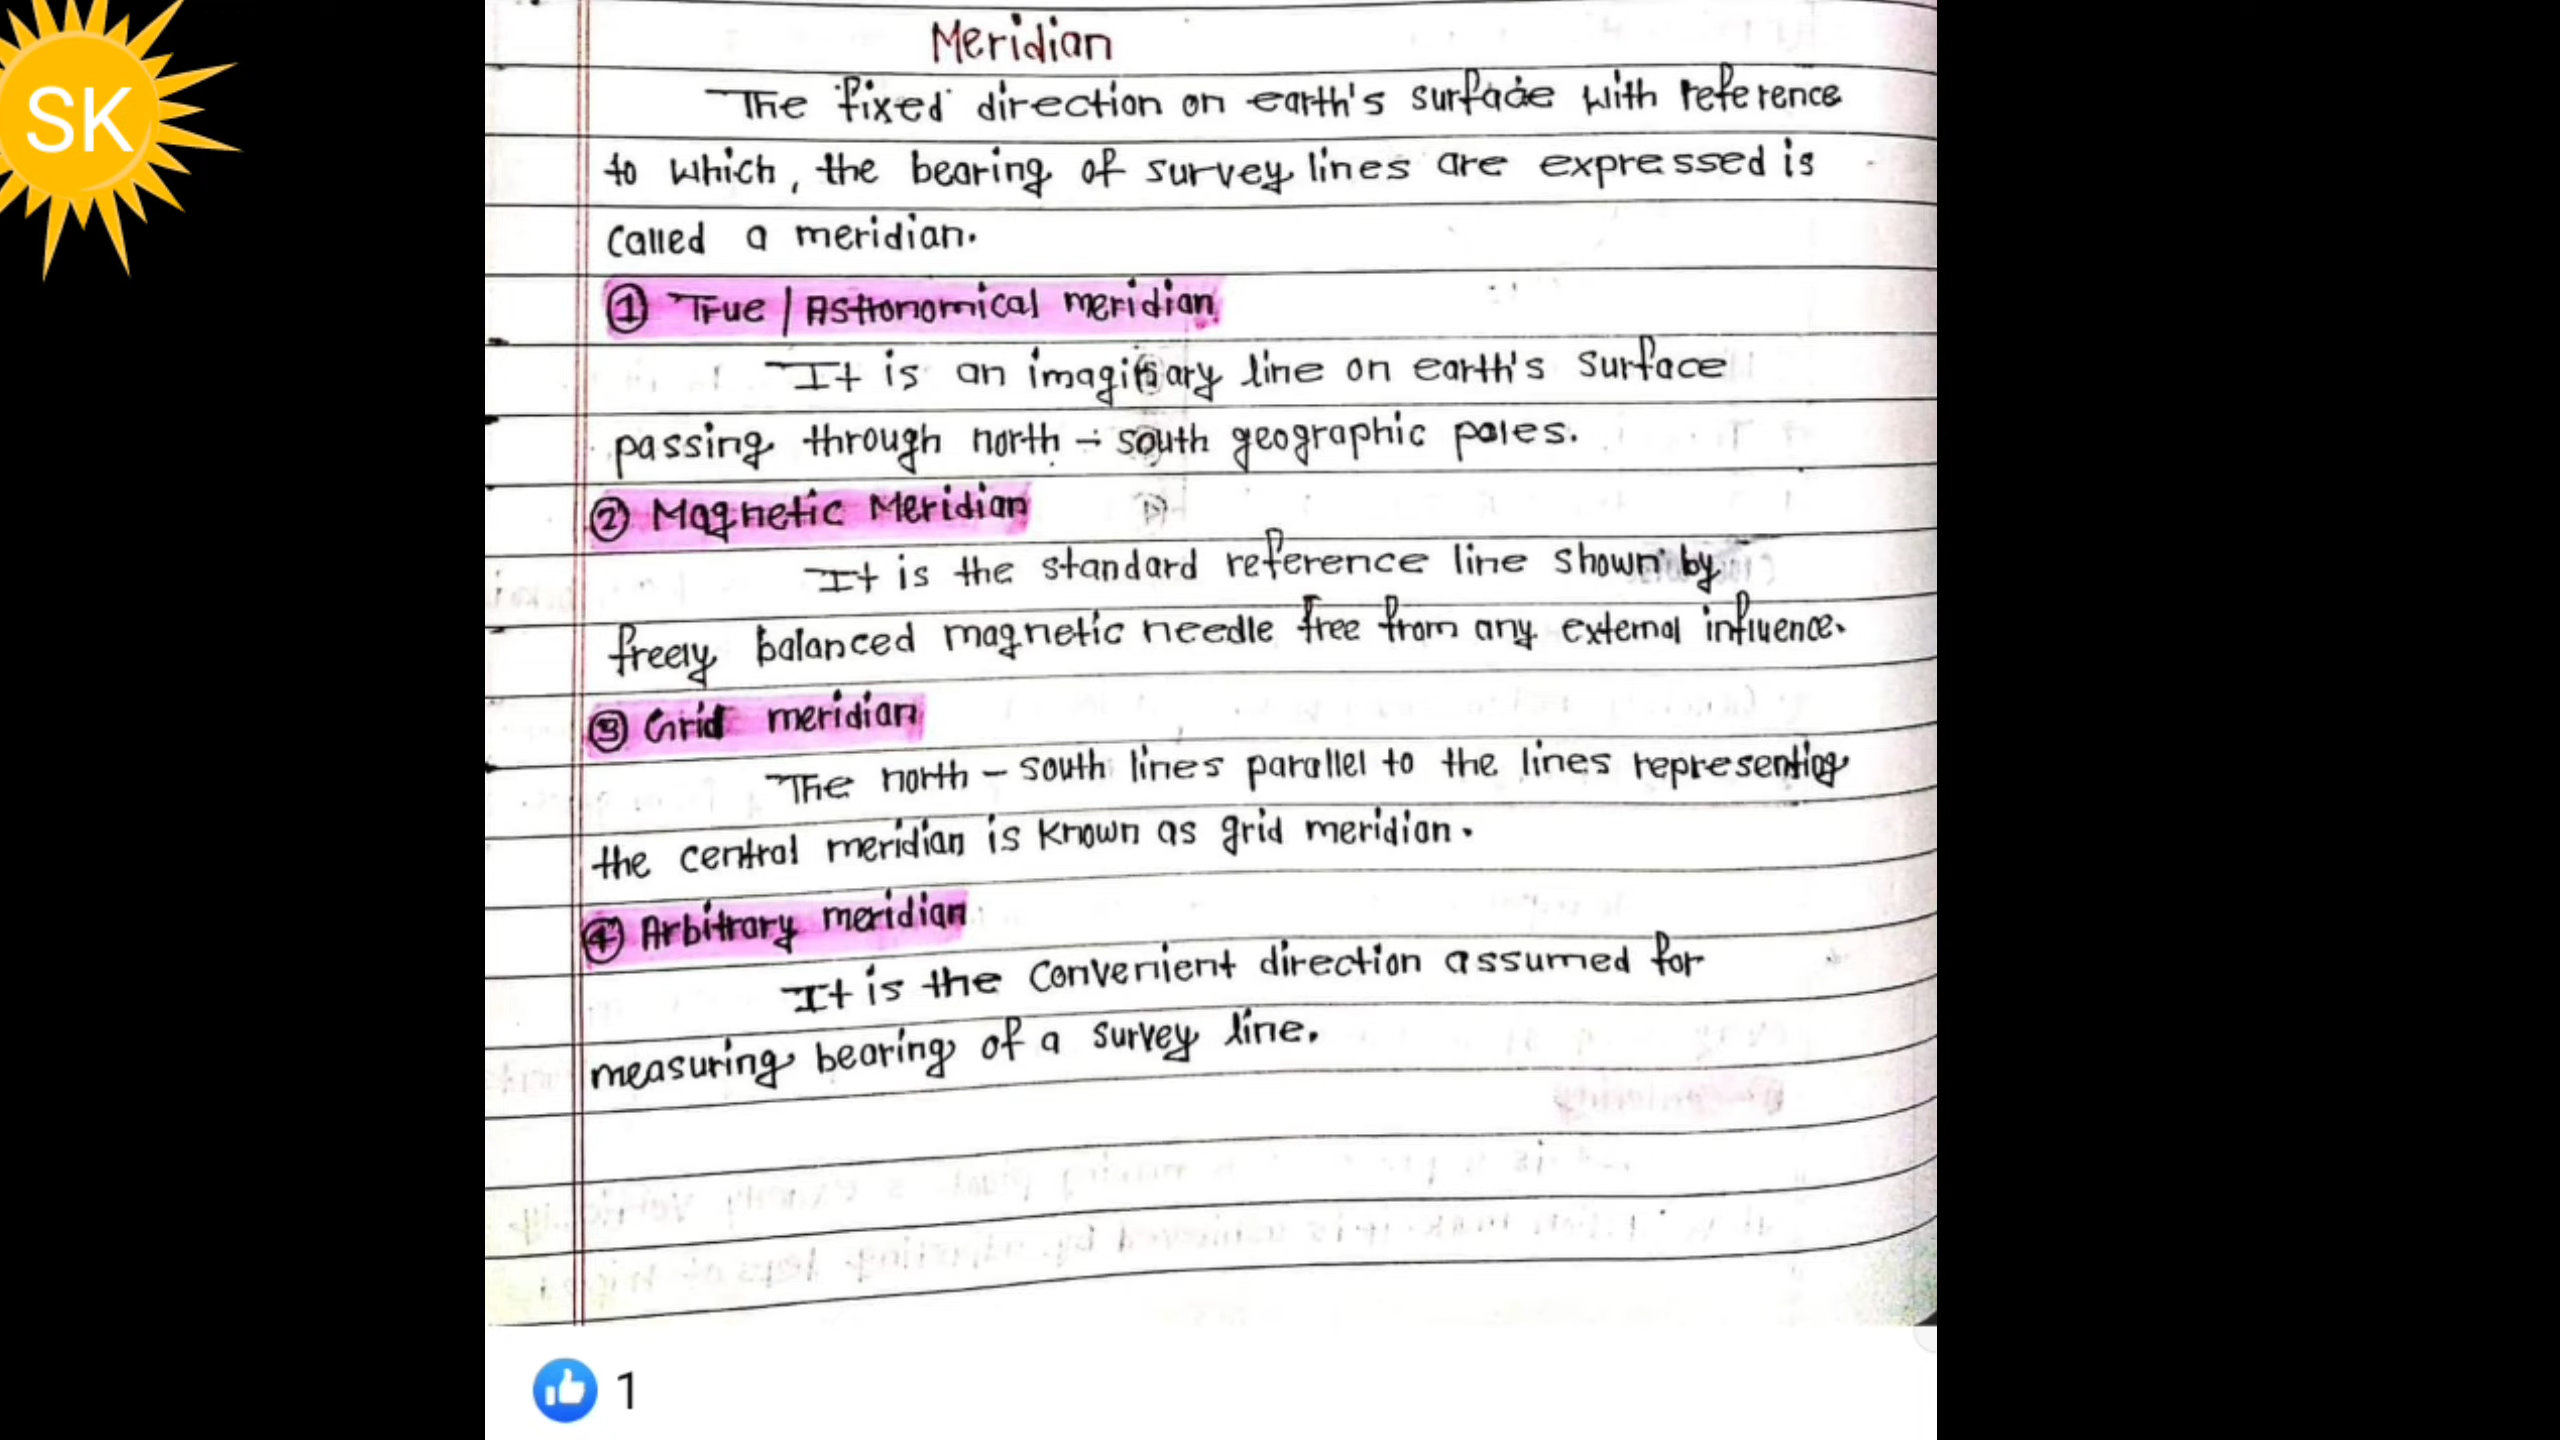 SK
Meridian
The fixed direction on earth's surface with reference
to which, the bearing of survey lines are expressed is
called a meridian.
① True / Astronomical meridian
It is an imaginary line on earth's surface
passing through north - south geographic poles.
② Magnetic Meridian
It is the standard reference line shown by
freely balanced magnetic needle free from any external influence.
③ Grid meridian
The north - south lines parallel to the lines representing
the central meridian is known as grid meridian.
④ Arbitrary meridian
It is the convenient direction assumed for
measuring bearing of a survey line.
1